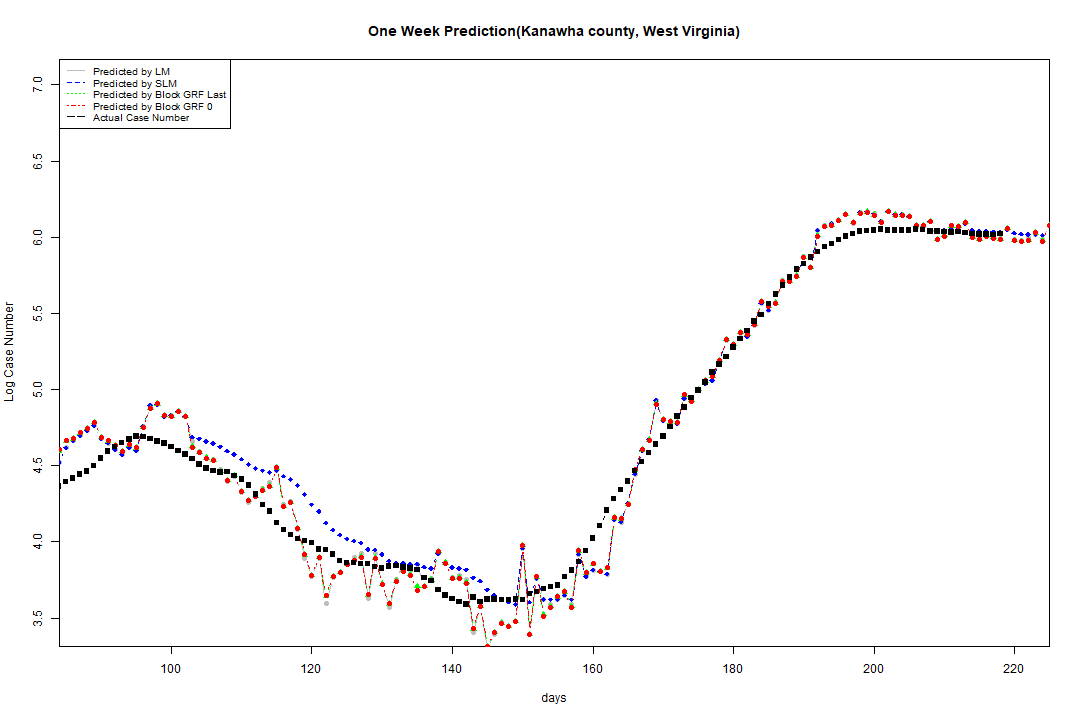 One Week Prediction(Kanawha county, West Virginia)
Predicted by LM
Predicted by SLM
Predicted by Block GRF Last
Predicted by Block GRF 0
Actual Case Number
7.0
6.5
6.0
5.5
5.0
4.5
4.0
3.5
Log Case Number
100 120 140 160 180 200 220
days